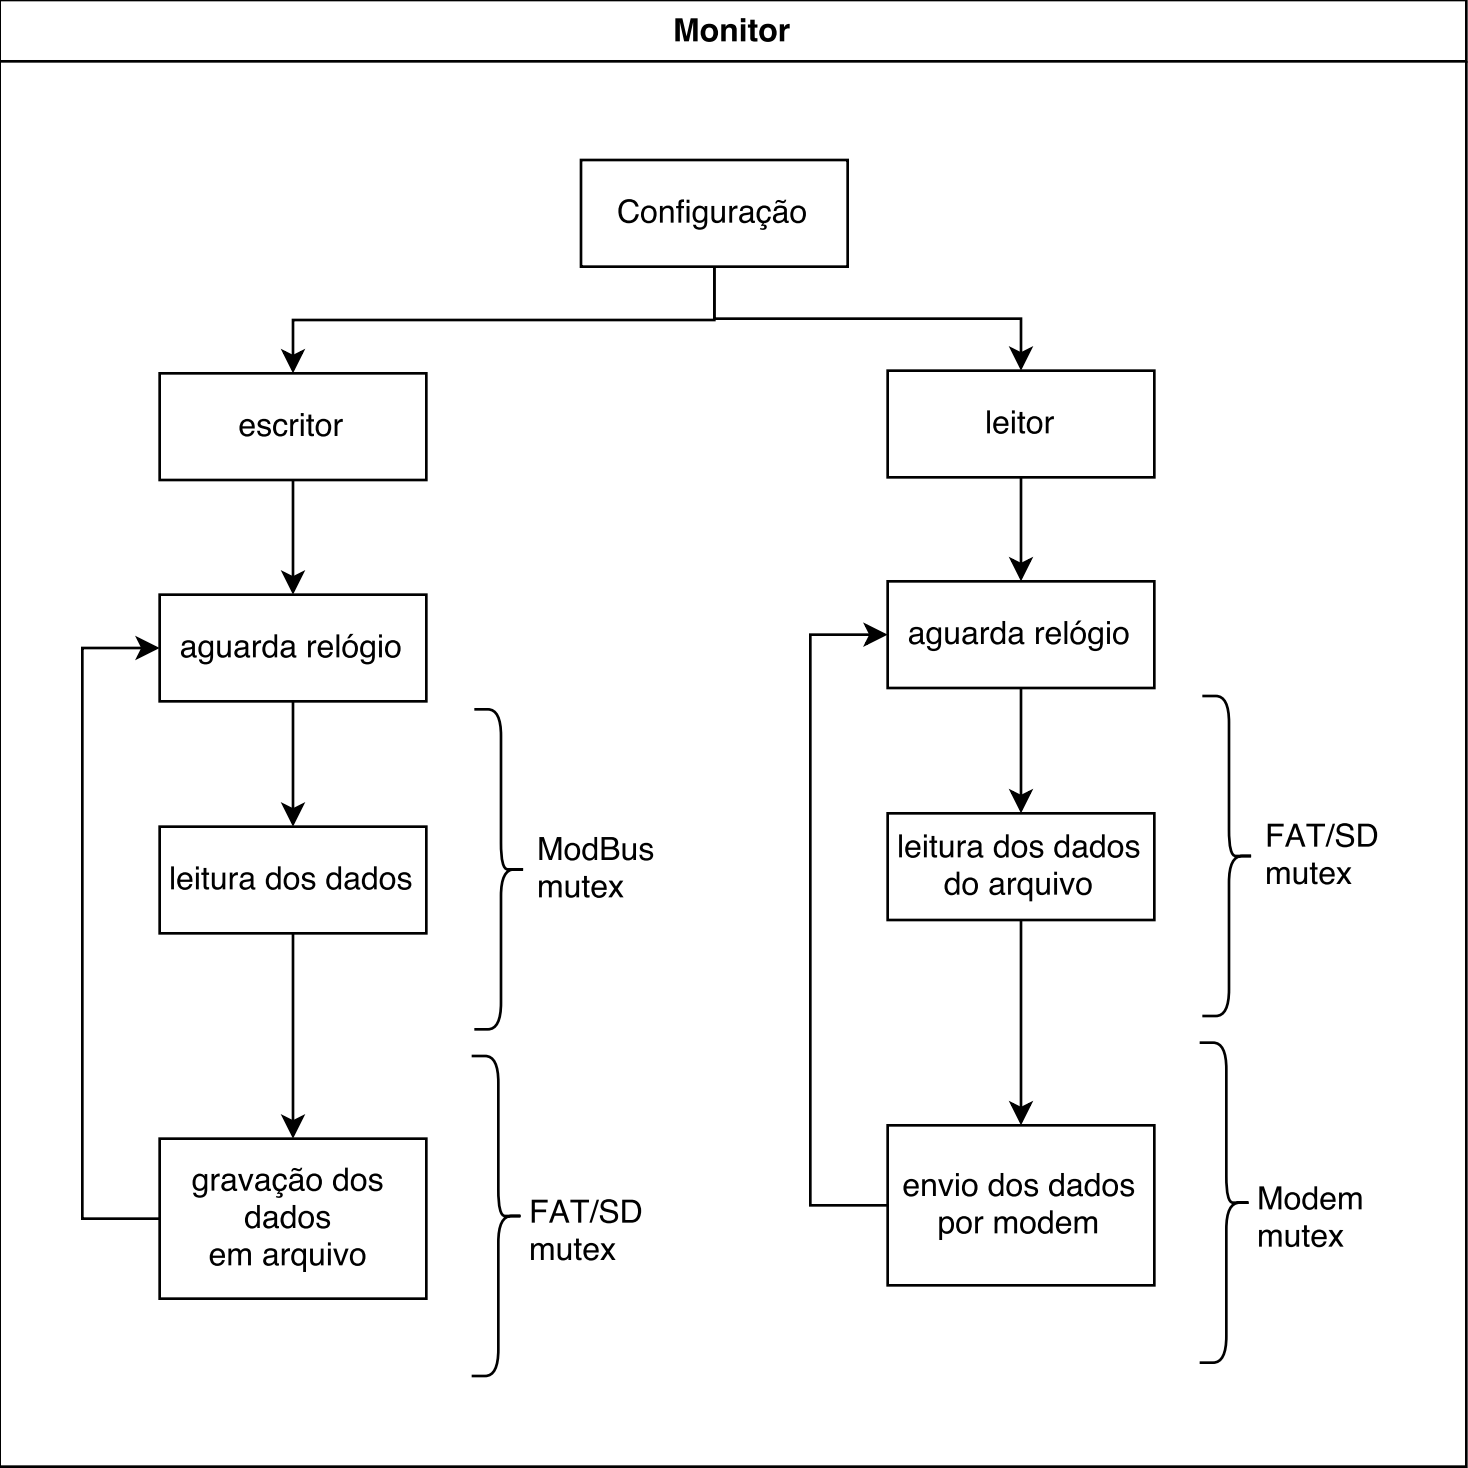 Monitor
Configuração
escritor
leitor
aguarda relógio
aguarda relógio
leitura dos dados
ModBus
mutex
leitura dos dados
do arquivo
FAT/SD
mutex
gravação dos
dados
em arquivo
FAT/SD
mutex
envio dos dados
por modem
Modem
mutex